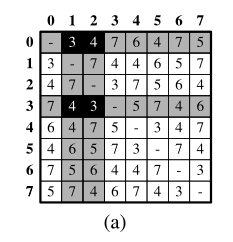 0 1 2 3 4 5 6 7
0 - 3 4 7 6 4 7 5
1 3 - 7 4 4 6 5 7
2 4 7 - 3 7 5 6 4
3 7 4 3 - 5 7 4 6
4 6 4 7 5 - 3 4 7
5 4 6 5 7 3 - 7 4
6 7 5 6 4 4 7 - 3
7 5 7 4 6 7 4 3 -
(a)